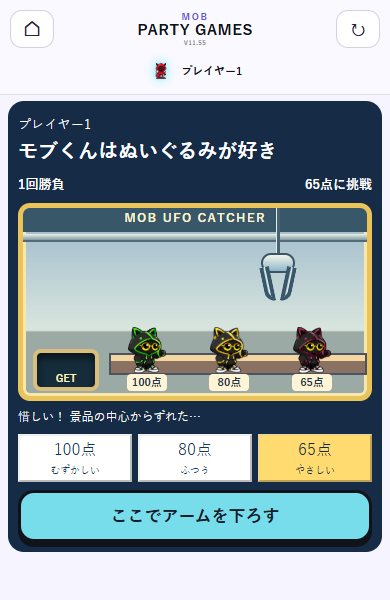 MOB
PARTY GAMES
V11.55
プレイヤー1
プレイヤー1
モブくんはぬいぐるみが好き
1回勝負
65点に挑戦
MOB UFO CATCHER
GET
100点
80点
65点
惜しい！ 景品の中心からずれた…
100点
むずかしい
80点
ふつう
65点
やさしい
ここでアームを下ろす